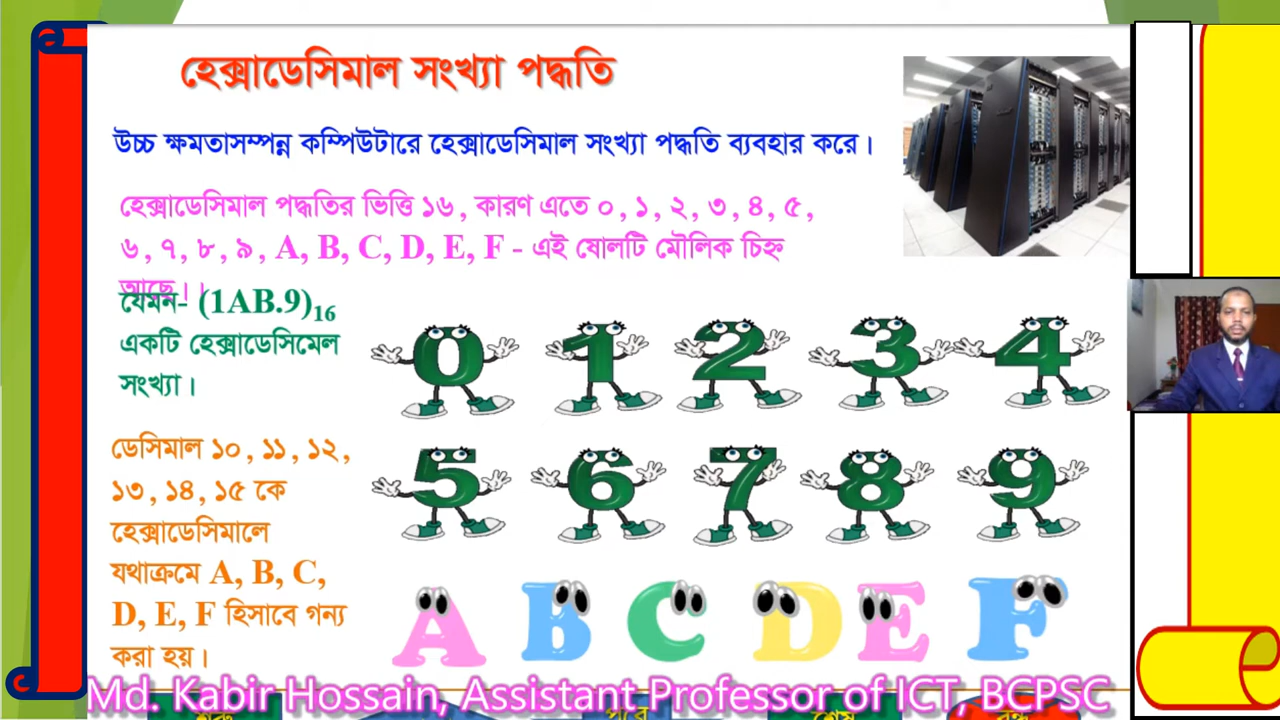 হেক্সাডেসিমাল সংখ্যা পদ্ধতি
উচ্চ ক্ষমতাসম্পন্ন কম্পিউটারে হেক্সাডেসিমাল সংখ্যা পদ্ধতি ব্যবহার করে।
হেক্সাডেসিমাল পদ্ধতির ভিত্তি ১৬, কারণ এতে ০, ১, ২, ৩, ৪, ৫,
৬, ৭, ৮, ৯, A, B, C, D, E, F - এই ষোলটি মৌলিক চিহ্ন
আছে।।
যেমন- (1AB.9)16
একটি হেক্সাডেসিমেল
সংখ্যা।
0 1 2 3 4
ডেসিমাল ১০, ১১, ১২,
১৩, ১৪, ১৫ কে
হেক্সাডেসিমালে
যথাক্রমে A, B, C,
D, E, F হিসাবে গন্য
করা হয়।
5 6 7 8 9
A B C D E F
Md. Kabir Hossain, Assistant Professor of ICT, BCPSC
শুরু পরে শেষ বন্ধ